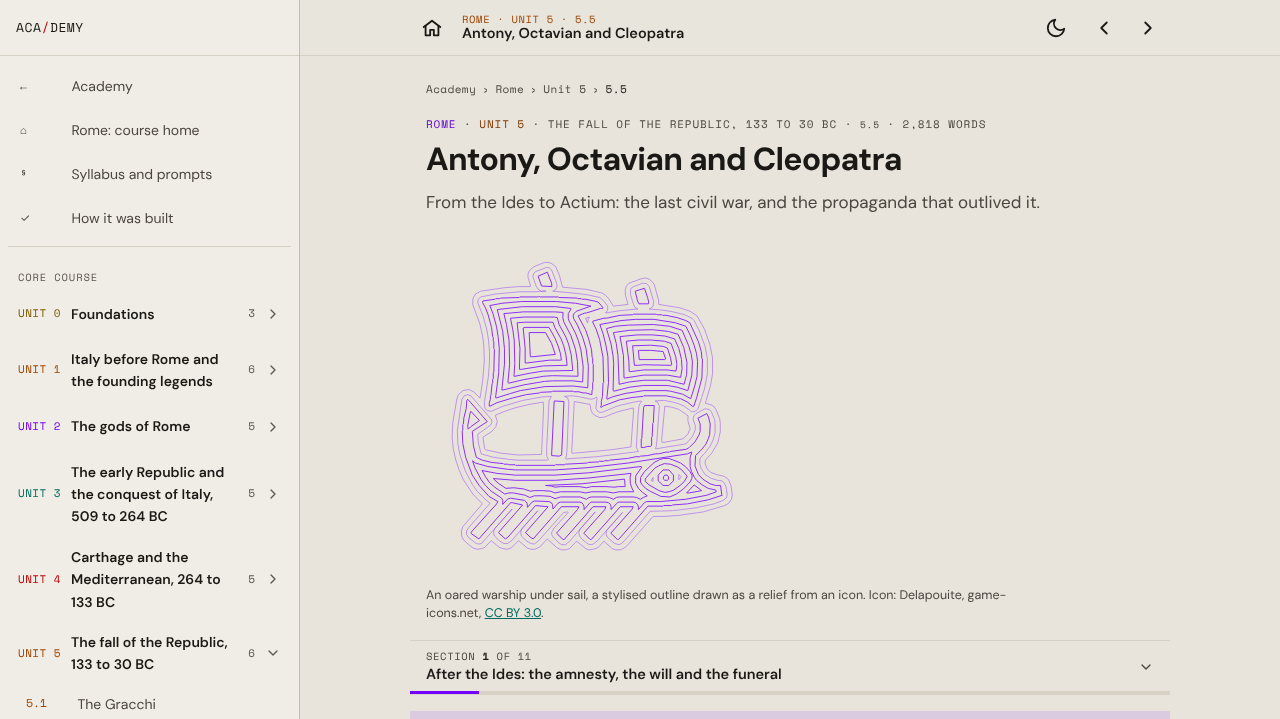 ACA/DEMY
← Academy
⌂ Rome: course home
§ Syllabus and prompts
✓ How it was built
CORE COURSE
UNIT 0 Foundations 3
UNIT 1 Italy before Rome and
the founding legends 6
UNIT 2 The gods of Rome 5
UNIT 3 The early Republic and
the conquest of Italy, 5
509 to 264 BC
UNIT 4 Carthage and the
Mediterranean, 264 to 5
133 BC
UNIT 5 The fall of the Republic, 6
133 to 30 BC
5.1 The Gracchi
ROME · UNIT 5 · 5.5
Antony, Octavian and Cleopatra
Academy › Rome › Unit 5 › 5.5
ROME · UNIT 5 · THE FALL OF THE REPUBLIC, 133 TO 30 BC · 5.5 · 2,818 WORDS
Antony, Octavian and Cleopatra
From the Ides to Actium: the last civil war, and the propaganda that outlived it.
An oared warship under sail, a stylised outline drawn as a relief from an icon. Icon: Delapouite, game-
icons.net, CC BY 3.0.
SECTION 1 OF 11
After the Ides: the amnesty, the will and the funeral